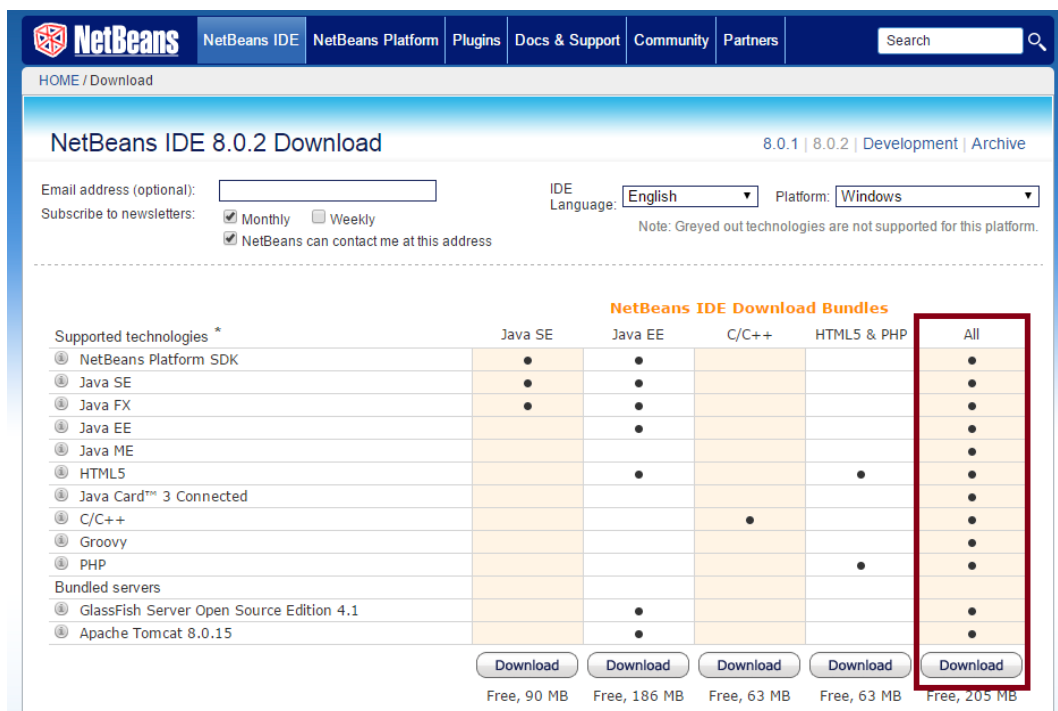 NetBeans NetBeans IDE NetBeans Platform Plugins Docs & Support Community Partners Search
HOME / Download
NetBeans IDE 8.0.2 Download 8.0.1 | 8.0.2 | Development | Archive
Email address (optional): IDE Language: English Platform: Windows
Subscribe to newsletters: Monthly Weekly Note: Greyed out technologies are not supported for this platform.
NetBeans can contact me at this address
NetBeans IDE Download Bundles
Supported technologies * Java SE Java EE C/C++ HTML5 & PHP All
NetBeans Platform SDK • • •
Java SE • • •
Java FX • • •
Java EE • •
Java ME •
HTML5 • • •
Java Card™ 3 Connected •
C/C++ • •
Groovy •
PHP • •
Bundled servers
GlassFish Server Open Source Edition 4.1 • •
Apache Tomcat 8.0.15 • •
Download Download Download Download Download
Free, 90 MB Free, 186 MB Free, 63 MB Free, 63 MB Free, 205 MB